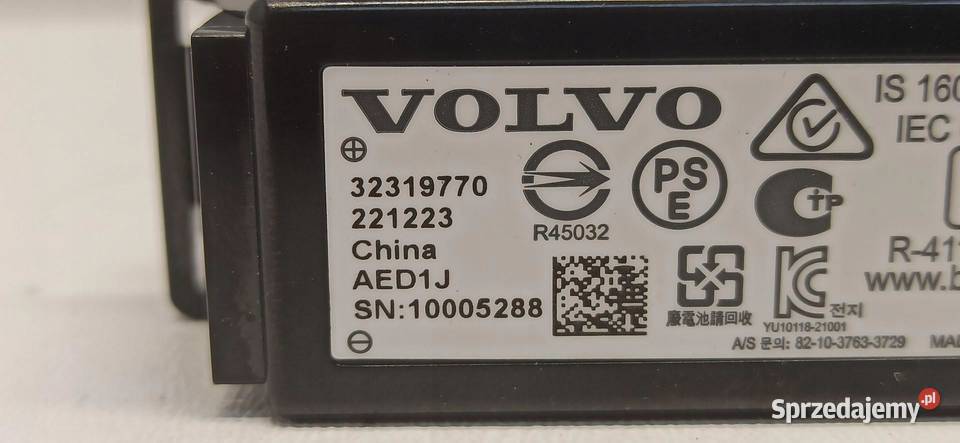 VOLVO
32319770
221223
China
AED1J
SN:10005288
R45032
PS
E
TP
廢電池請回收
IS 160
IEC
R-41
www.b
전지
YU10118-21001
A/S 문의: 82-10-3763-3729
MAD
Sprzedajemy.pl